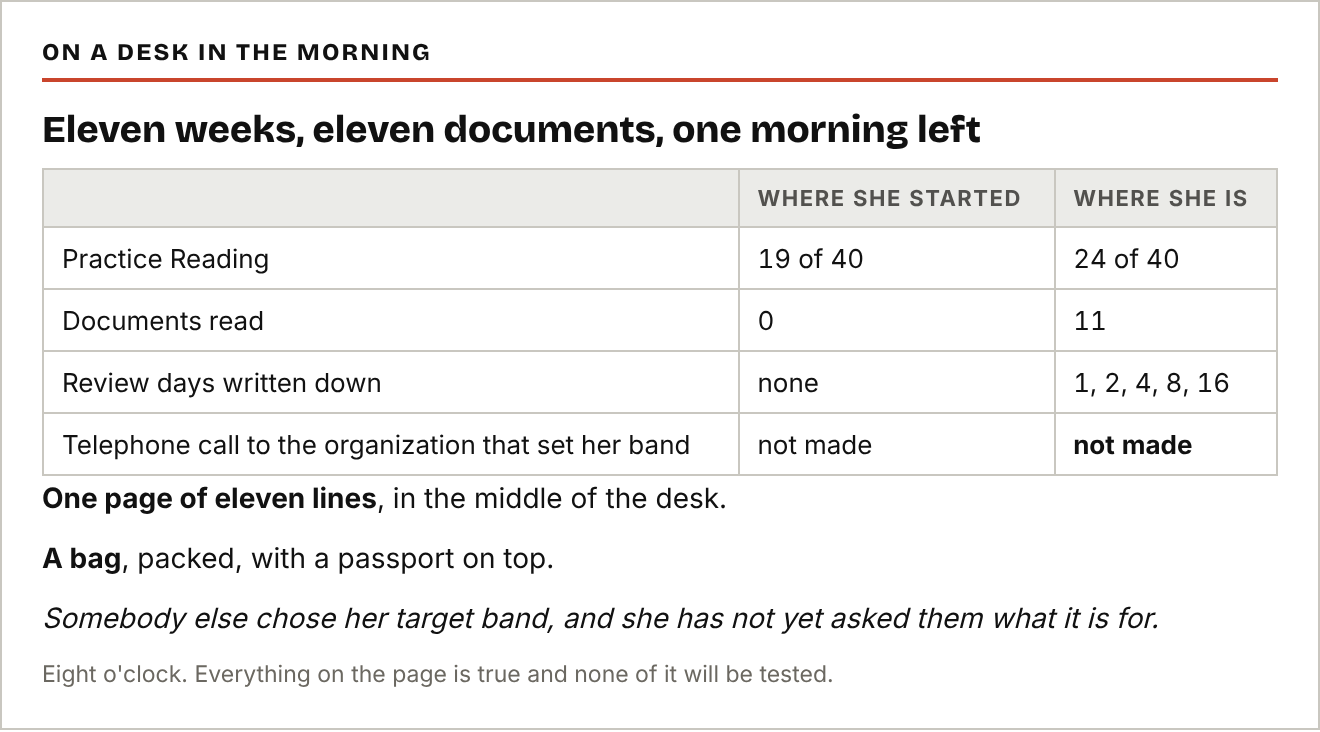 ON A DESK IN THE MORNING
Eleven weeks, eleven documents, one morning left
WHERE SHE STARTED WHERE SHE IS
Practice Reading 19 of 40 24 of 40
Documents read 0 11
Review days written down none 1, 2, 4, 8, 16
Telephone call to the organization that set her band not made not made
One page of eleven lines, in the middle of the desk.
A bag, packed, with a passport on top.
Somebody else chose her target band, and she has not yet asked them what it is for.
Eight o'clock. Everything on the page is true and none of it will be tested.